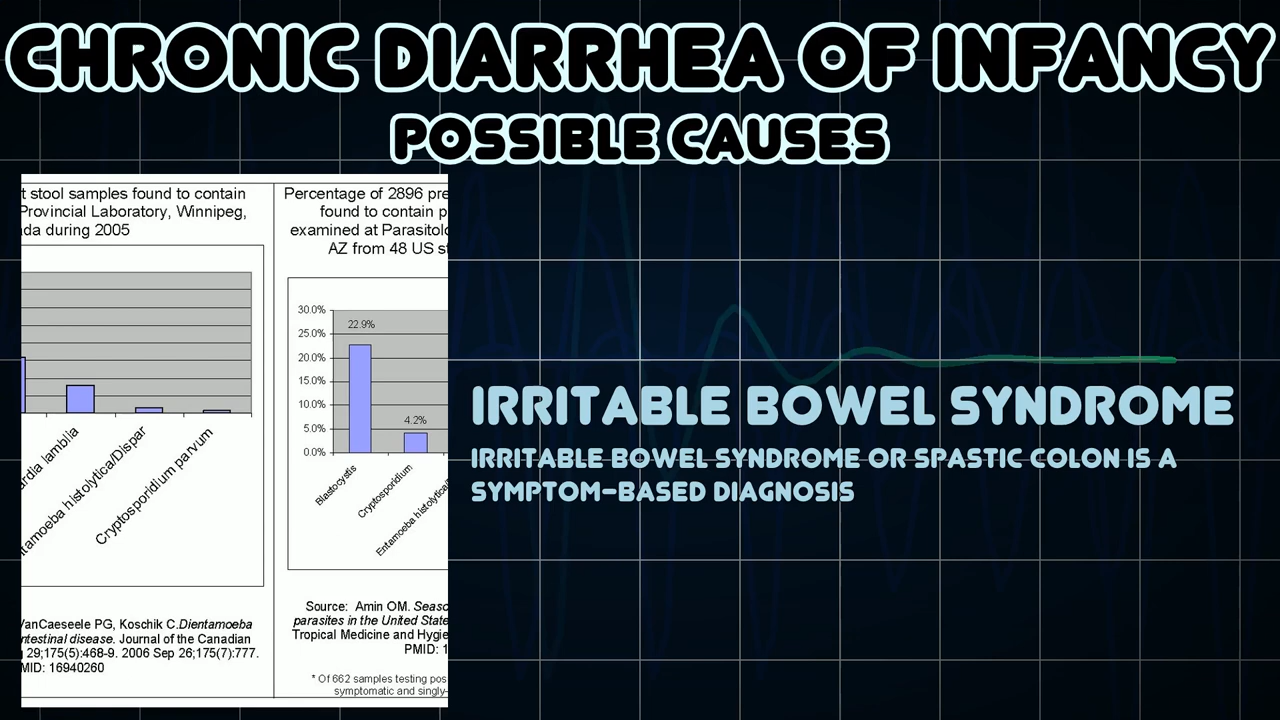 CHRONIC DIARRHEA OF INFANCY
POSSIBLE CAUSES
t stool samples found to contain
Provincial Laboratory, Winnipeg,
da during 2005
ardia lamblia
tamoeba histolytica/Dispar
Cryptosporidium parvum
VanCaeseele PG, Koschik C.Dientamoeba
ntestinal disease. Journal of the Canadian
29;175(5):468-9. 2006 Sep 26;175(7):777.
MID: 16940260
Percentage of 2896 pre
found to contain p
examined at Parasitolo
AZ from 48 US st
30.0%
25.0%
20.0%
15.0%
10.0%
5.0%
0.0%
22.9%
4.2%
Blastocystis
Cryptosporidium
Entamoeba histolytica/
Source: Amin OM. Seaso
parasites in the United State
Tropical Medicine and Hygie
PMID: 1
* Of 662 samples testing pos
symptomatic and singly-
IRRITABLE BOWEL SYNDROME
IRRITABLE BOWEL SYNDROME OR SPASTIC COLON IS A
SYMPTOM-BASED DIAGNOSIS